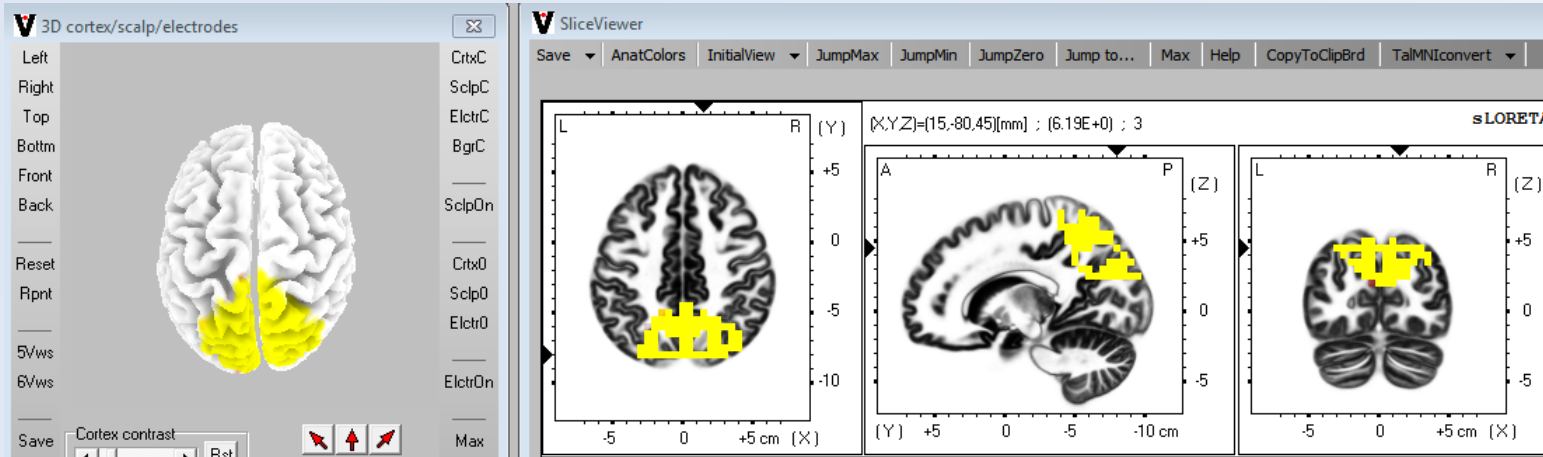 3D cortex/scalp/electrodes
Left
CrtxC
Right
SclpC
Top
ElctrC
Bottm
BgrC
Front
Back
SclpOn
Reset
Crtx0
Rpnt
Sclp0
Elctr0
5Vws
6Vws
ElctrOn
Save
Cortex contrast
Rst
Max
SliceViewer
Save AnatColors InitialView JumpMax JumpMin JumpZero Jump to... Max Help CopyToClipBrd TalMNIconvert
L R (Y)
+5
0
-5
-10
-5 0 +5 cm (X)
(X,Y,Z)=(15,-80,45)[mm] ; (6.19E+0) ; 3
sLORETA
A P (Z)
+5
0
-5
(Y) +5 0 -5 -10 cm
L R (Z)
+5
0
-5
-5 0 +5 cm (X)